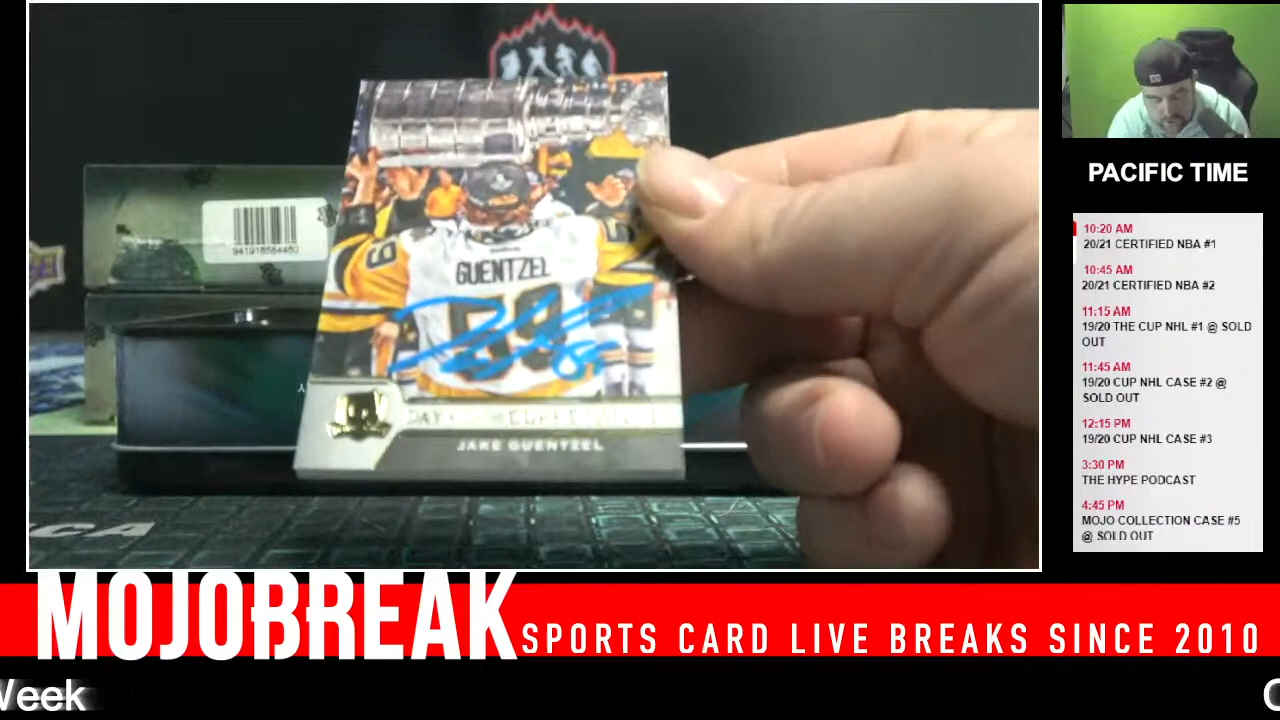 941916564460
GUENTZEL
59
JAKE GUENTZEL
PACIFIC TIME
10:20 AM
20/21 CERTIFIED NBA #1
10:45 AM
20/21 CERTIFIED NBA #2
11:15 AM
19/20 THE CUP NHL #1 @ SOLD
OUT
11:45 AM
19/20 CUP NHL CASE #2 @
SOLD OUT
12:15 PM
19/20 CUP NHL CASE #3
3:30 PM
THE HYPE PODCAST
4:45 PM
MOJO COLLECTION CASE #5
@ SOLD OUT
MOJOBREAK
SPORTS CARD LIVE BREAKS SINCE 2010
Week